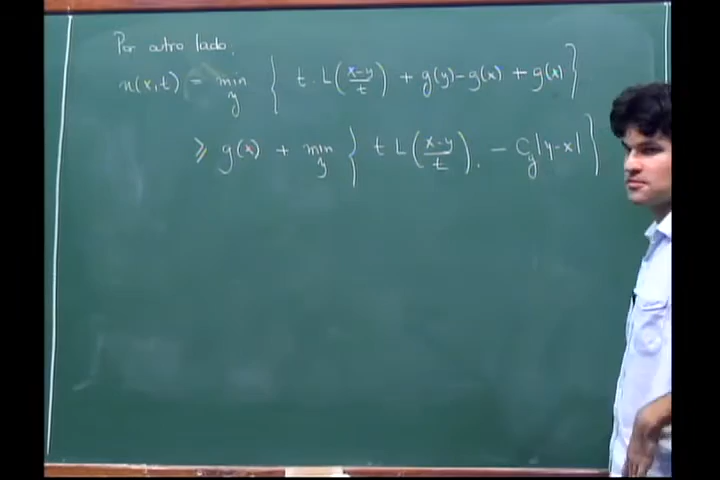 Por outro lado,
u(x,t) = min_y { t. L((x-y)/t) + g(y) - g(x) + g(x) }
≥ g(x) + min_y { t L((x-y)/t) - C_g |y-x| }